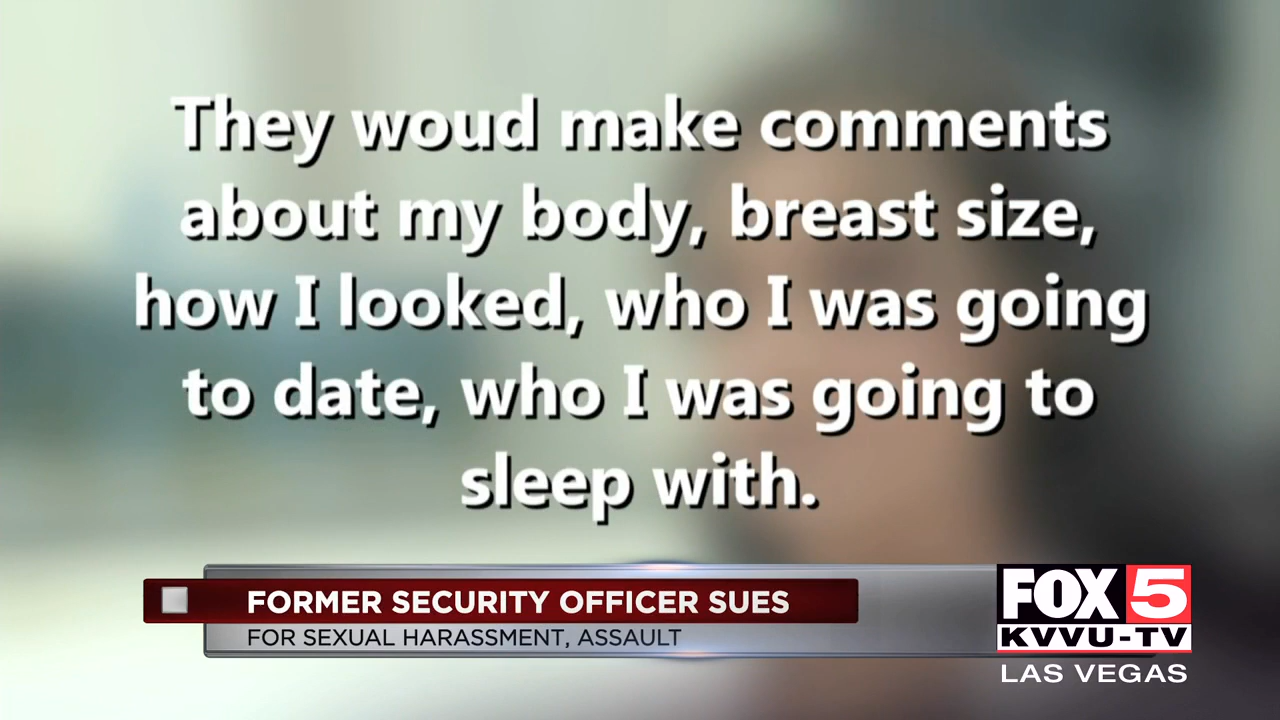 They woud make comments
about my body, breast size,
how I looked, who I was going
to date, who I was going to
sleep with.
FORMER SECURITY OFFICER SUES
FOR SEXUAL HARASSMENT, ASSAULT
FOX 5
KVVU-TV
LAS VEGAS